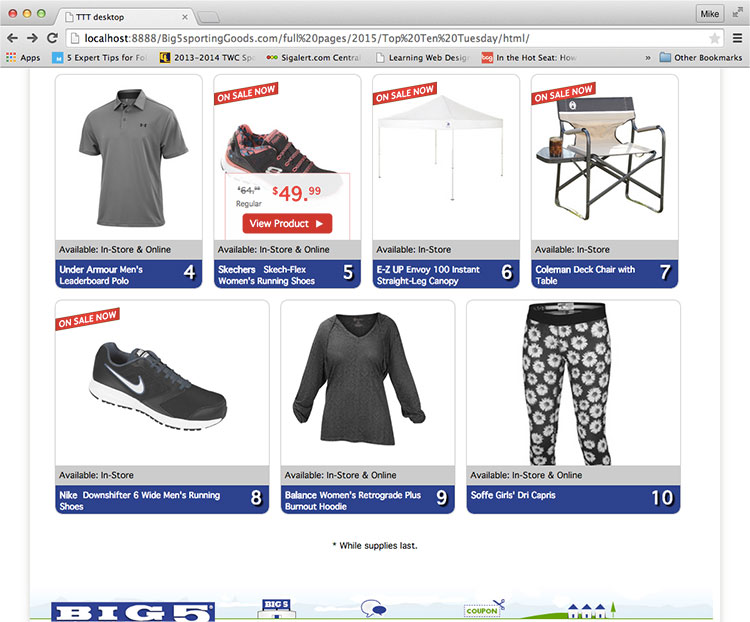 TTT desktop
Mike
localhost:8888/Big5sportingGoods.com/full%20pages/2015/Top%20Ten%20Tuesday/html/
Apps 5 Expert Tips for Fo 2013-2014 TWC Sp Sigalert.com Central Learning Web Design In the Hot Seat: How » Other Bookmarks
ON SALE NOW ON SALE NOW ON SALE NOW
$64.99 $49.99
Regular
View Product
Available: In-Store & Online Available: In-Store & Online Available: In-Store Available: In-Store
Under Armour Men's Leaderboard Polo 4
Skechers Skech-Flex Women's Running Shoes 5
E-Z UP Envoy 100 Instant Straight-Leg Canopy 6
Coleman Deck Chair with Table 7
ON SALE NOW
Available: In-Store Available: In-Store & Online Available: In-Store & Online
Nike Downshifter 6 Wide Men's Running Shoes 8
Balance Women's Retrograde Plus Burnout Hoodie 9
Soffe Girls' Dri Capris 10
* While supplies last.
BIG 5 BIG 5 COUPON